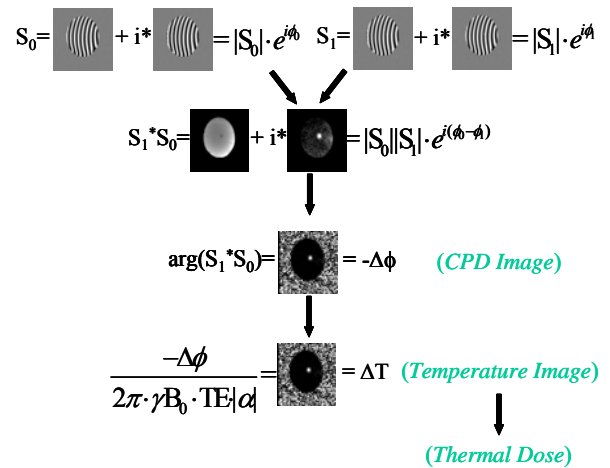 S₀= + i* =|S₀|·e^{iϕ₀} S₁= + i* =|S₁|·e^{iϕ₁}
S₁*S₀= + i* =|S₀||S₁|·e^{i(ϕ₀−ϕ₁)}
arg(S₁*S₀)= = -Δϕ (CPD Image)
−Δϕ
2π·γB₀·TE·|α| = = ΔT (Temperature Image)
(Thermal Dose)